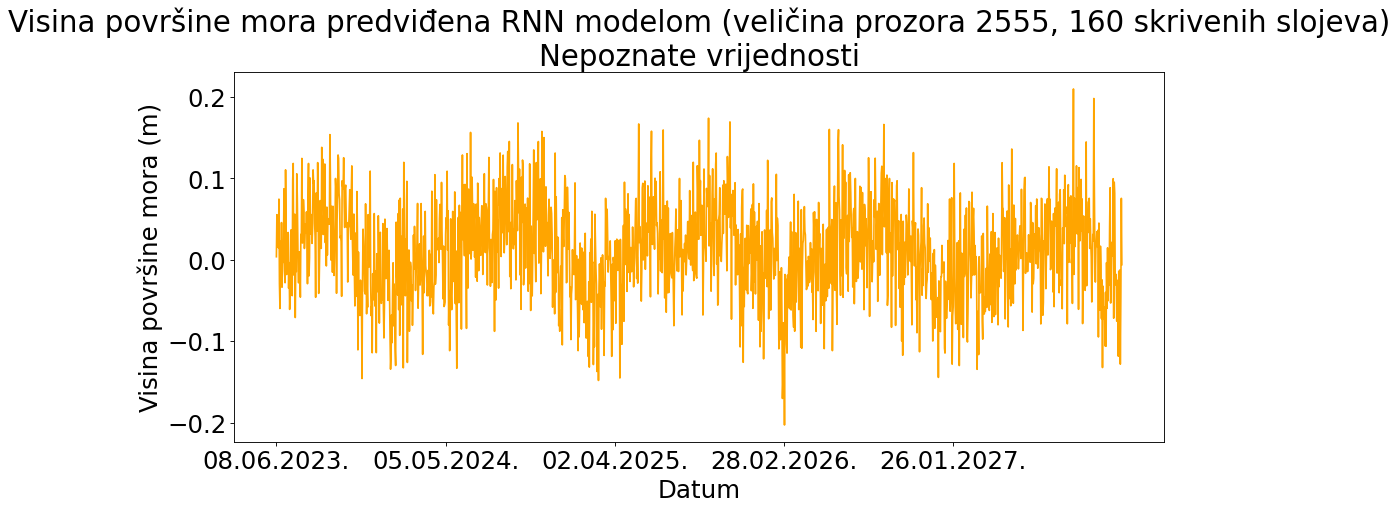 Visina površine mora predviđena RNN modelom (veličina prozora 2555, 160 skrivenih slojeva)
Nepoznate vrijednosti
Visina površine mora (m)
0.2
0.1
0.0
−0.1
−0.2
08.06.2023. 05.05.2024. 02.04.2025. 28.02.2026. 26.01.2027.
Datum